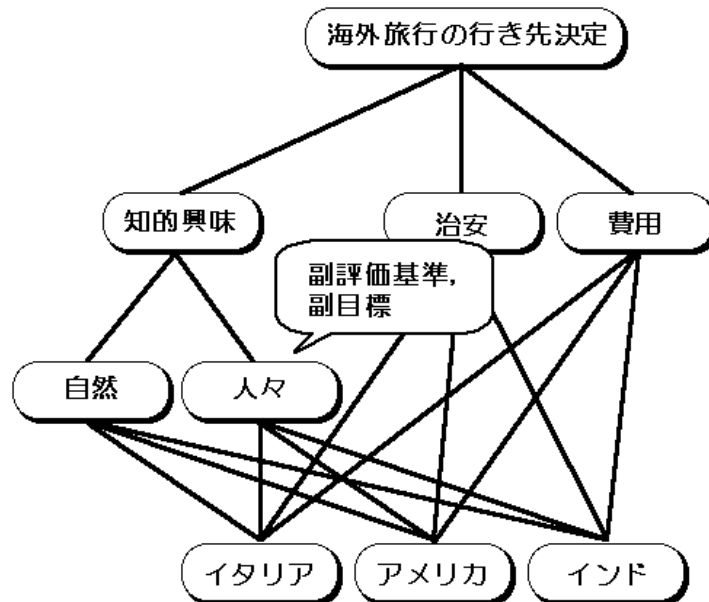 海外旅行の行き先決定
知的興味
治安
費用
副評価基準,
副目標
自然
人々
イタリア
アメリカ
インド